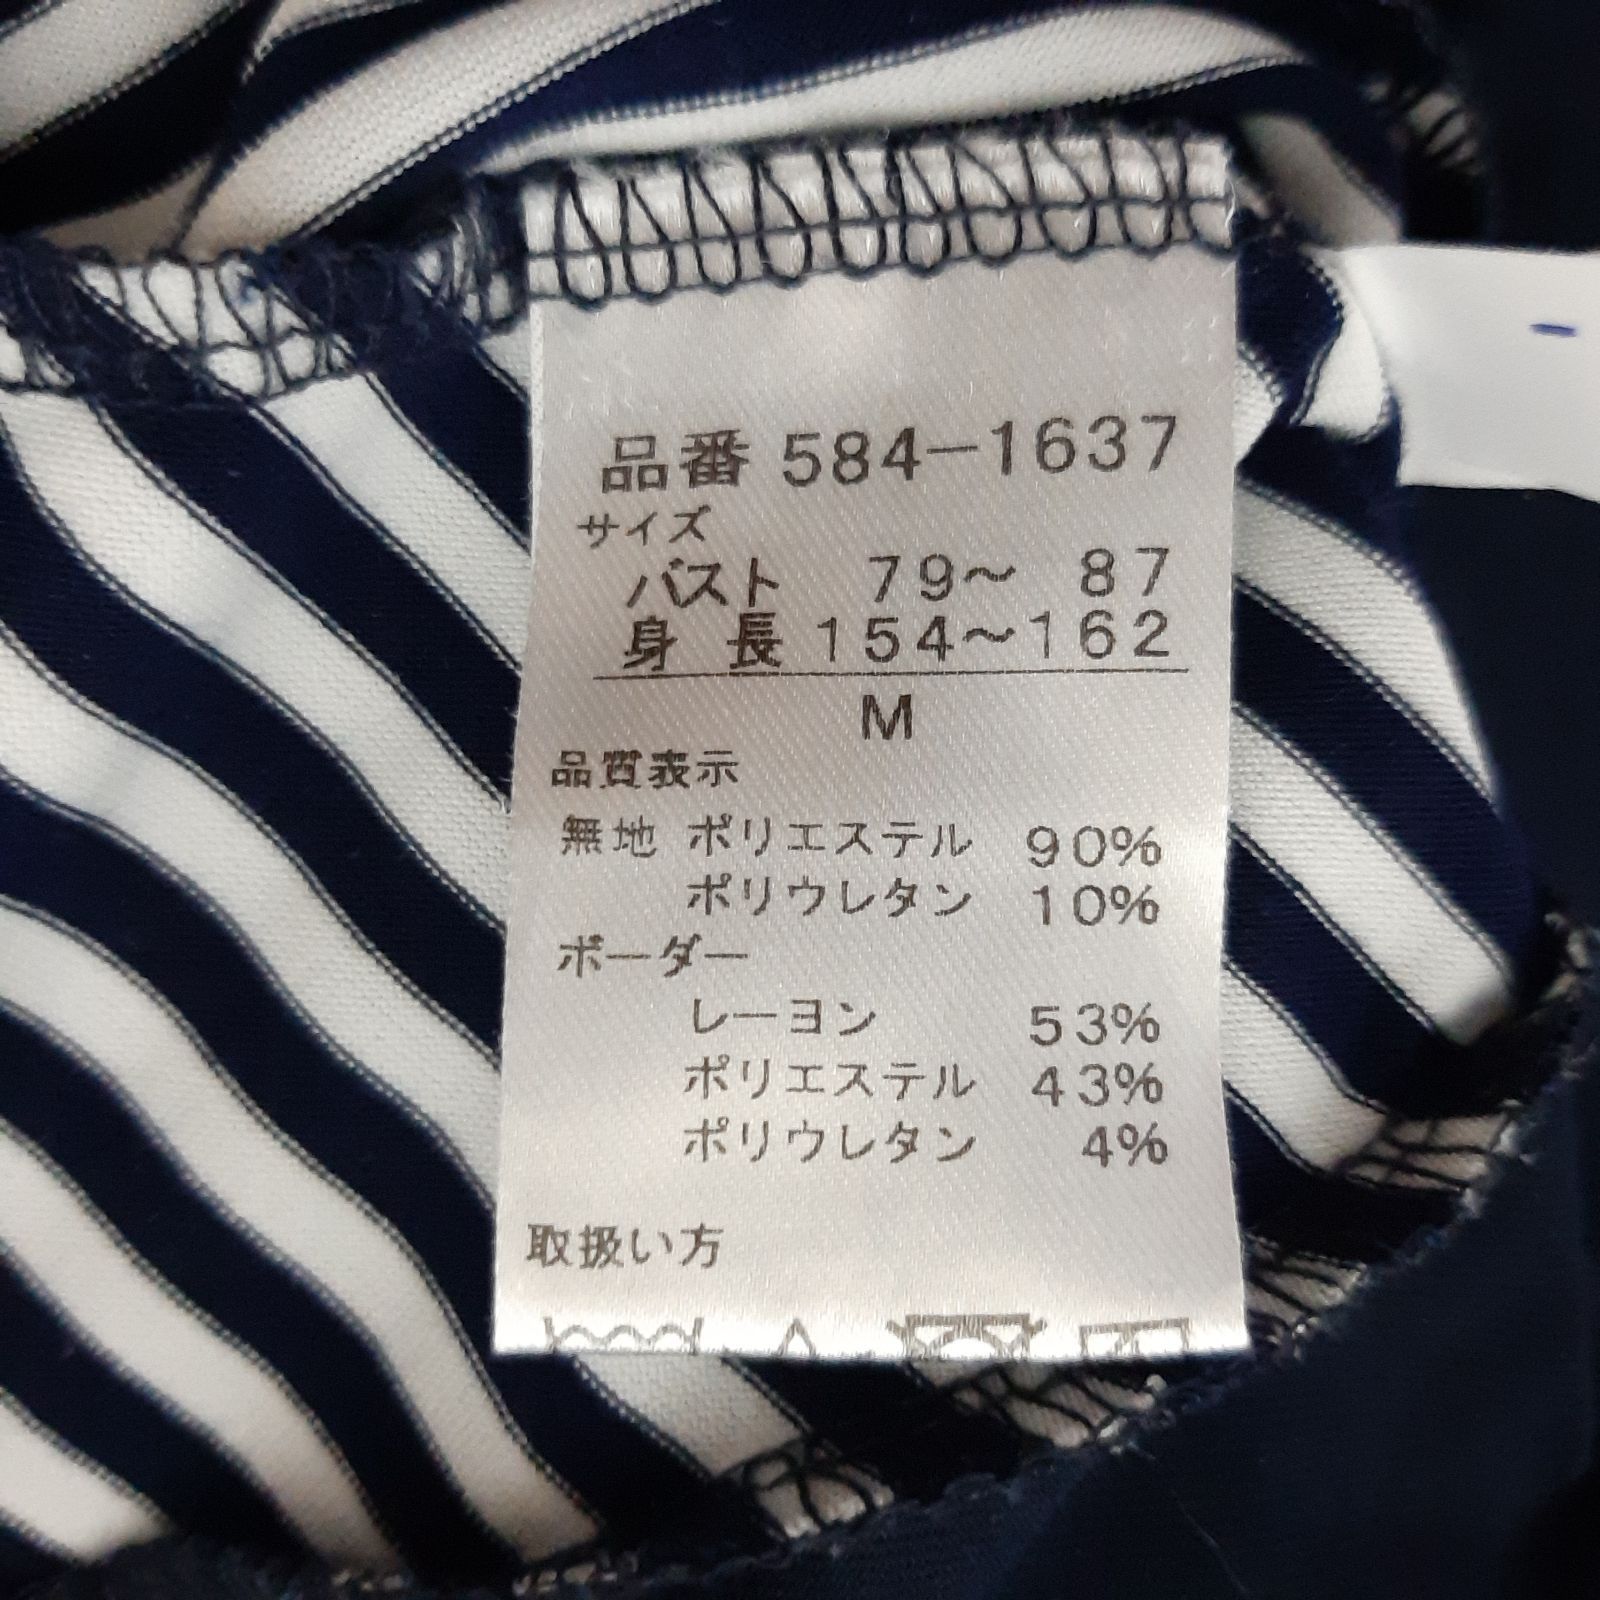 品番 584-1637
サイズ
バスト 79～ 87
身 長 154～162
M
品質表示
無地 ポリエステル 90%
ポリウレタン 10%
ボーダー
レーヨン 53%
ポリエステル 43%
ポリウレタン 4%
取扱い方